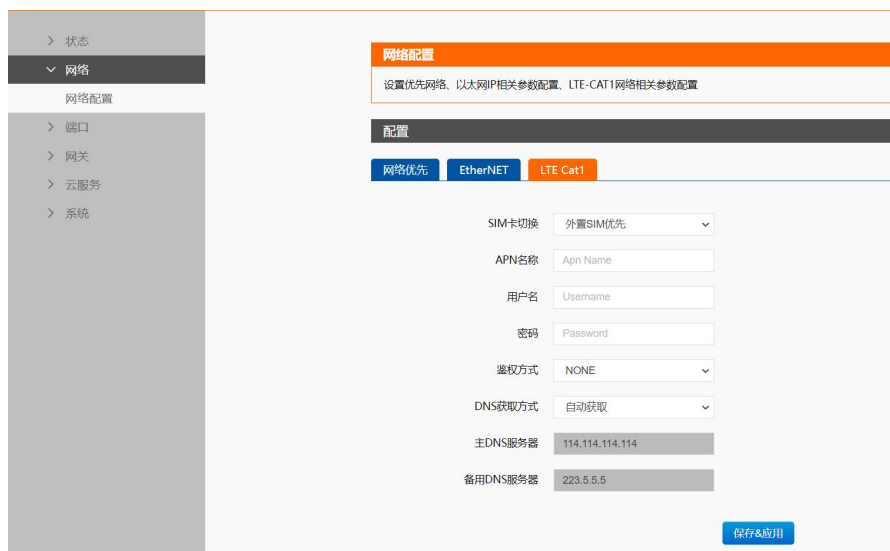 状态
网络
网络配置
端口
网关
云服务
系统
网络配置
设置优先网络、以太网IP相关参数配置、LTE-CAT1网络相关参数配置
配置
网络优先 EtherNET LTE Cat1
SIM卡切换 外置SIM优先
APN名称 Apn Name
用户名 Username
密码 Password
鉴权方式 NONE
DNS获取方式 自动获取
主DNS服务器 114.114.114.114
备用DNS服务器 223.5.5.5
保存&应用